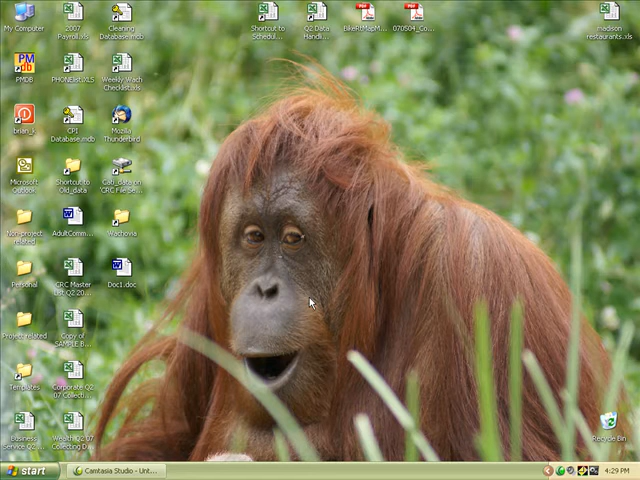 My Computer
2007
Payroll.xls
Cleaning
Database.mdb
Shortcut to
Schedul...
Q2 Data
Handli...
BikeRtMapM...
070504_Co...
madison
restaurants.xls
PMDB
PHONElist.XLS
Weekly Wach
Checklist.xls
brian_k
CPI
Database.mdb
Mozilla
Thunderbird
Microsoft
Outlook
Shortcut to
Old_data
Cati_data on
'CRC File Se...
Non-project
related
AdultComm...
Wachovia
Personal
CRC Master
List Q2 20...
Doc1.doc
Project related
Copy of
SAMPLE B...
Templates
Corporate Q2
07 Collecti...
Business
Service Q2 ...
Wealth Q2 07
Collecting D...
Recycle Bin
start
Camtasia Studio - Unt...
4:29 PM